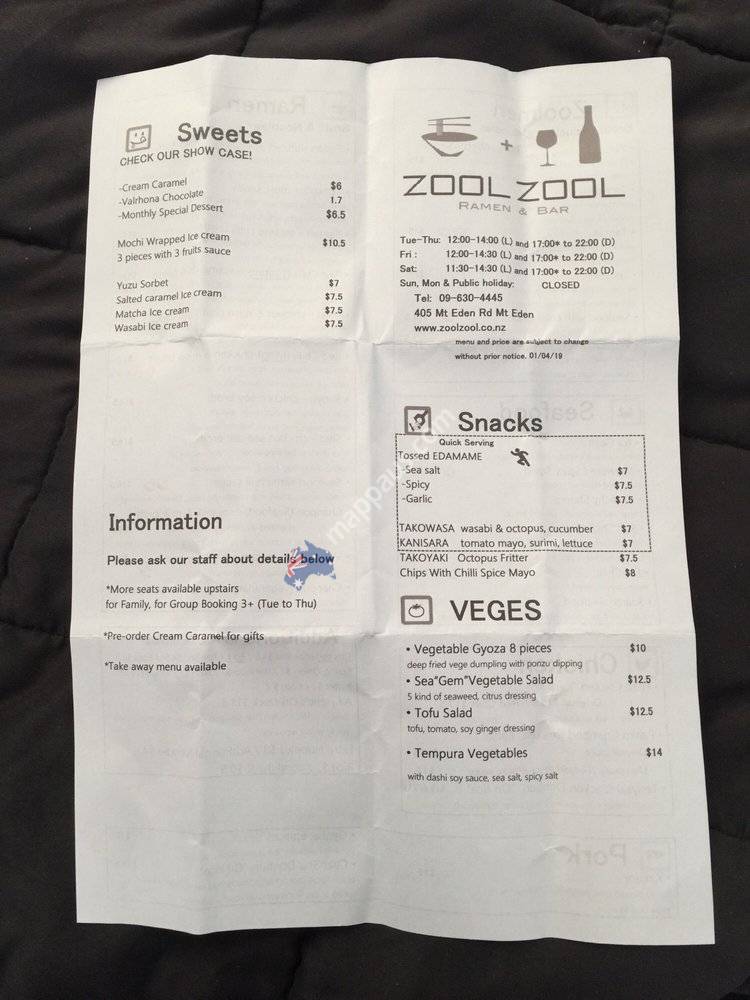 Sweets
CHECK OUR SHOW CASE!
-Cream Caramel $6
-Valrhona Chocolate 1.7
-Monthly Special Dessert $6.5
Mochi Wrapped Ice cream $10.5
3 pieces with 3 fruits sauce
Yuzu Sorbet $7
Salted caramel Ice cream $7.5
Matcha Ice cream $7.5
Wasabi Ice cream $7.5
Information
Please ask our staff about details below
*More seats available upstairs
for Family, for Group Booking 3+ (Tue to Thu)
*Pre-order Cream Caramel for gifts
*Take away menu available
+
ZOOLZOOL
RAMEN & BAR
Tue-Thu: 12:00-14:00 (L) and 17:00* to 22:00 (D)
Fri : 12:00-14:30 (L) and 17:00* to 22:00 (D)
Sat: 11:30-14:30 (L) and 17:00* to 22:00 (D)
Sun, Mon & Public holiday: CLOSED
Tel: 09-630-4445
405 Mt Eden Rd Mt Eden
www.zoolzool.co.nz
menu and price are subject to change
without prior notice. 01/04/19
Snacks
Quick Serving
Tossed EDAMAME
-Sea salt $7
-Spicy $7.5
-Garlic $7.5
TAKOWASA wasabi & octopus, cucumber $7
KANISARA tomato mayo, surimi, lettuce $7
TAKOYAKI Octopus Fritter $7.5
Chips With Chilli Spice Mayo $8
VEGES
• Vegetable Gyoza 8 pieces $10
deep fried vege dumpling with ponzu dipping
• Sea"Gem"Vegetable Salad $12.5
5 kind of seaweed, citrus dressing
• Tofu Salad $12.5
tofu, tomato, soy ginger dressing
• Tempura Vegetables $14
with dashi soy sauce, sea salt, spicy salt